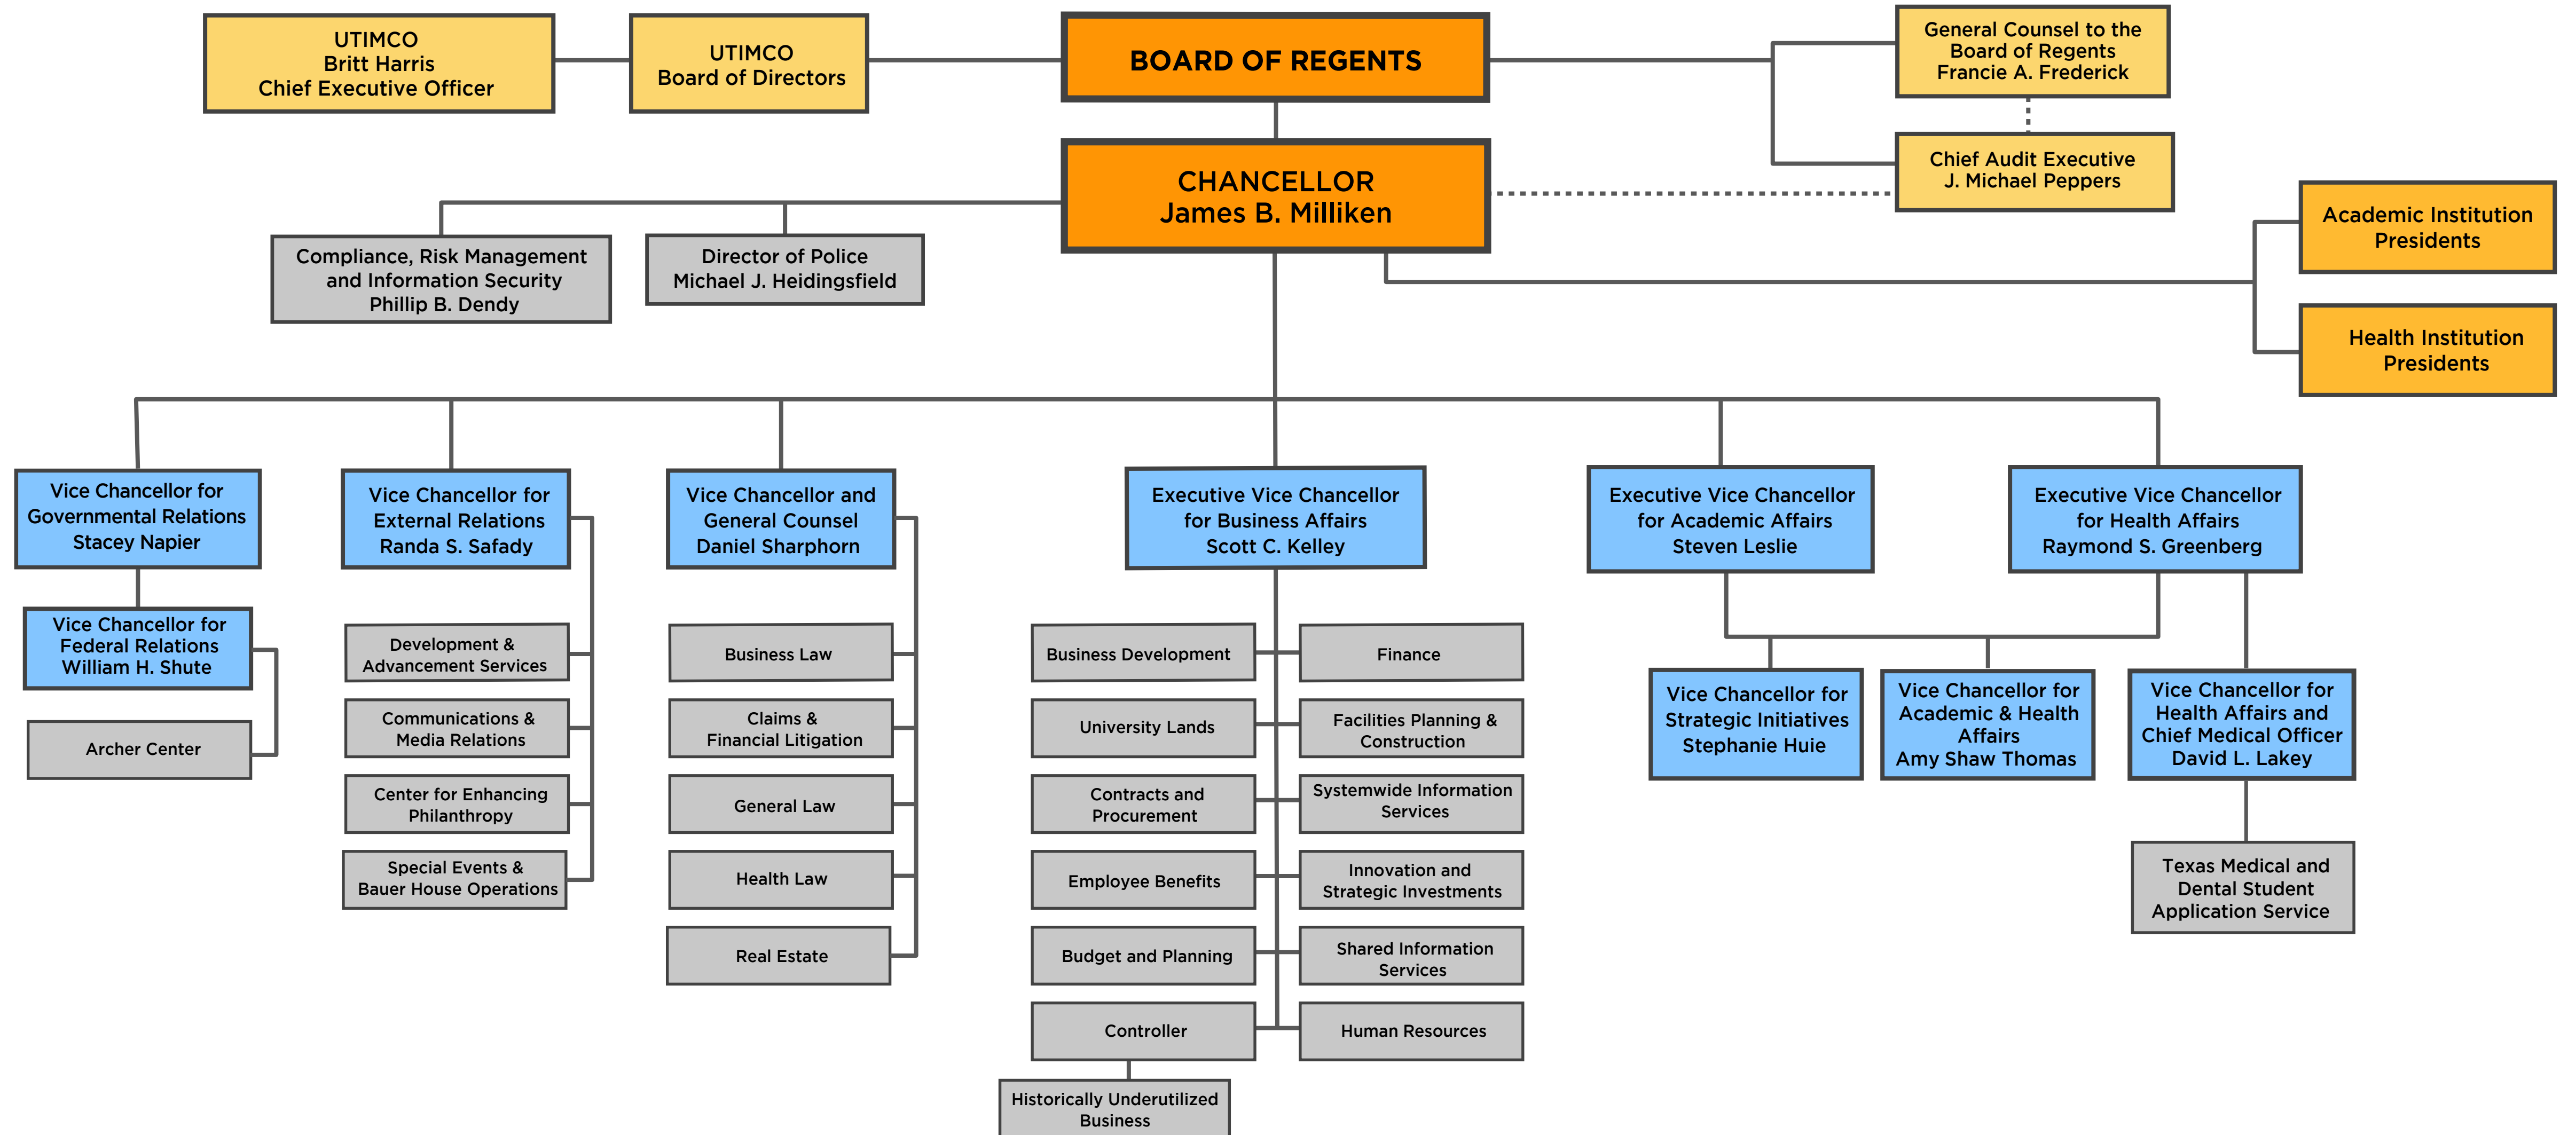 UTIMCO
Britt Harris
Chief Executive Officer
UTIMCO
Board of Directors
BOARD OF REGENTS
General Counsel to the
Board of Regents
Francie A. Frederick
CHANCELLOR
James B. Milliken
Chief Audit Executive
J. Michael Peppers
Compliance, Risk Management
and Information Security
Phillip B. Dendy
Director of Police
Michael J. Heidingsfield
Academic Institution
Presidents
Health Institution
Presidents
Vice Chancellor for
Governmental Relations
Stacey Napier
Vice Chancellor for
External Relations
Randa S. Safady
Vice Chancellor and
General Counsel
Daniel Sharphorn
Executive Vice Chancellor
for Business Affairs
Scott C. Kelley
Executive Vice Chancellor
for Academic Affairs
Steven Leslie
Executive Vice Chancellor
for Health Affairs
Raymond S. Greenberg
Vice Chancellor for
Federal Relations
William H. Shute
Archer Center
Development &
Advancement Services
Communications &
Media Relations
Center for Enhancing
Philanthropy
Special Events &
Bauer House Operations
Business Law
Claims &
Financial Litigation
General Law
Health Law
Real Estate
Business Development
University Lands
Contracts and
Procurement
Employee Benefits
Budget and Planning
Controller
Historically Underutilized
Business
Finance
Facilities Planning &
Construction
Systemwide Information
Services
Innovation and
Strategic Investments
Shared Information
Services
Human Resources
Vice Chancellor for
Strategic Initiatives
Stephanie Huie
Vice Chancellor for
Academic & Health
Affairs
Amy Shaw Thomas
Vice Chancellor for
Health Affairs and
Chief Medical Officer
David L. Lakey
Texas Medical and
Dental Student
Application Service